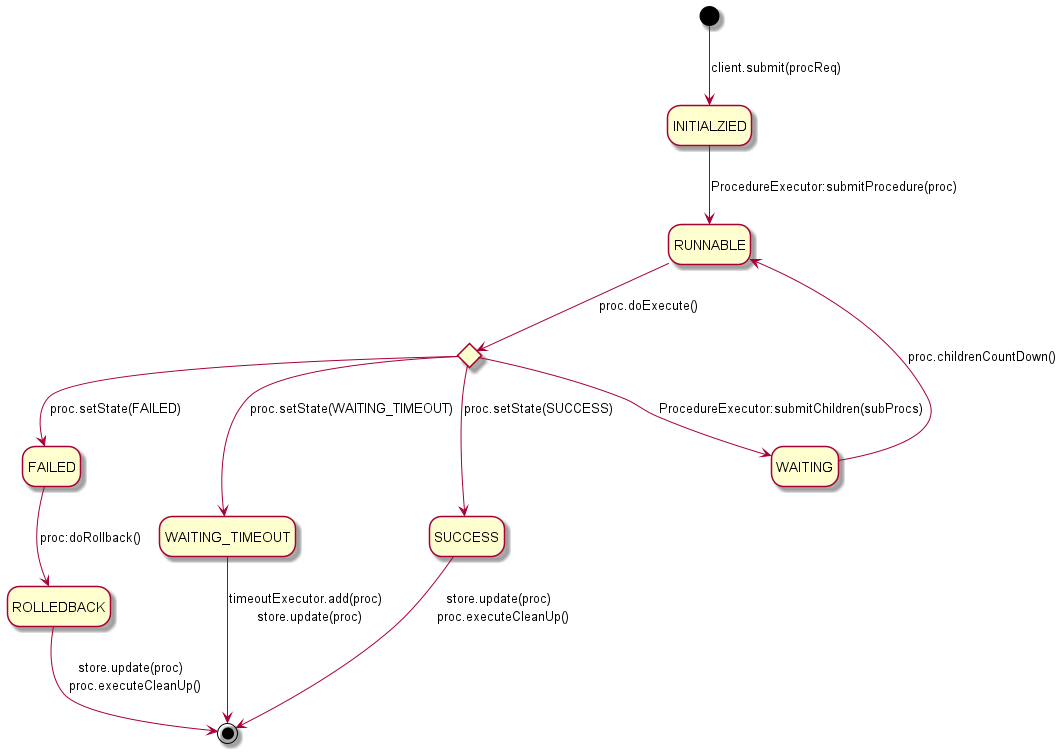 client.submit(procReq)
INITIALZIED
ProcedureExecutor:submitProcedure(proc)
RUNNABLE
proc.doExecute()
proc.childrenCountDown()
proc.setState(FAILED)
proc.setState(WAITING_TIMEOUT)
proc.setState(SUCCESS)
ProcedureExecutor:submitChildren(subProcs)
FAILED
WAITING
proc:doRollback()
WAITING_TIMEOUT
SUCCESS
ROLLEDBACK
timeoutExecutor.add(proc)
store.update(proc)
store.update(proc)
proc.executeCleanUp()
store.update(proc)
proc.executeCleanUp()